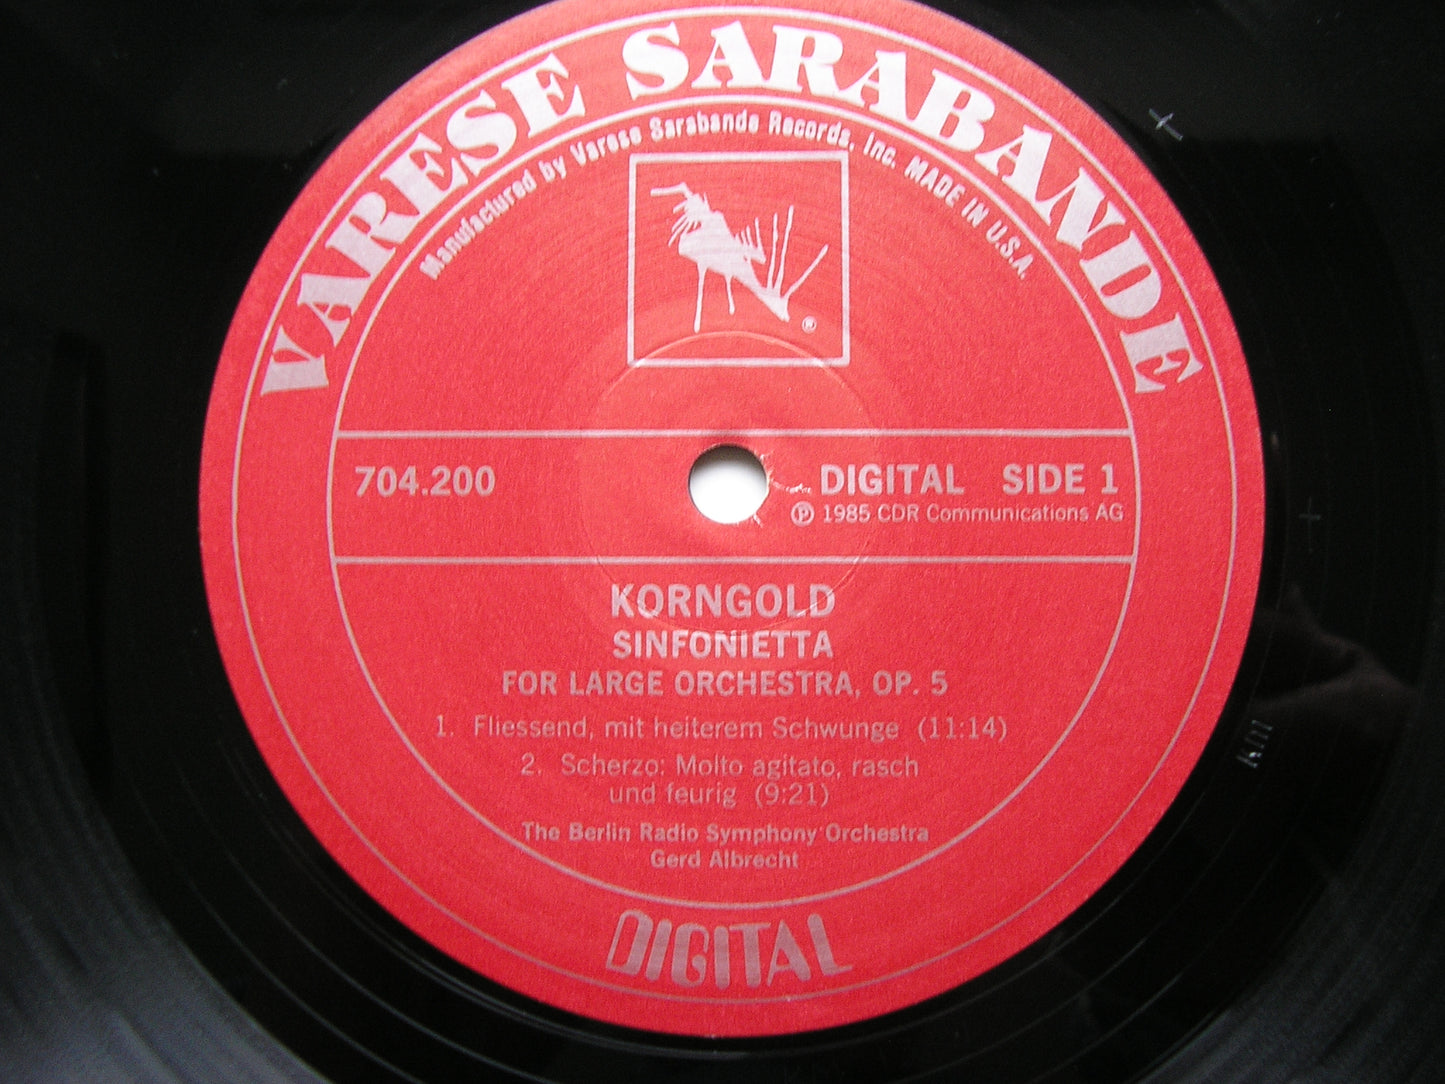 VARESE SARABANDE
Manufactured by Varese Sarabande Records, Inc. MADE IN U.S.A.
®
704.200
DIGITAL SIDE 1
℗ 1985 CDR Communications AG
KORNGOLD
SINFONIETTA
FOR LARGE ORCHESTRA, OP. 5
1. Fliessend, mit heiterem Schwunge (11:14)
2. Scherzo: Molto agitato, rasch
und feurig (9:21)
The Berlin Radio Symphony Orchestra
Gerd Albrecht
DIGITAL